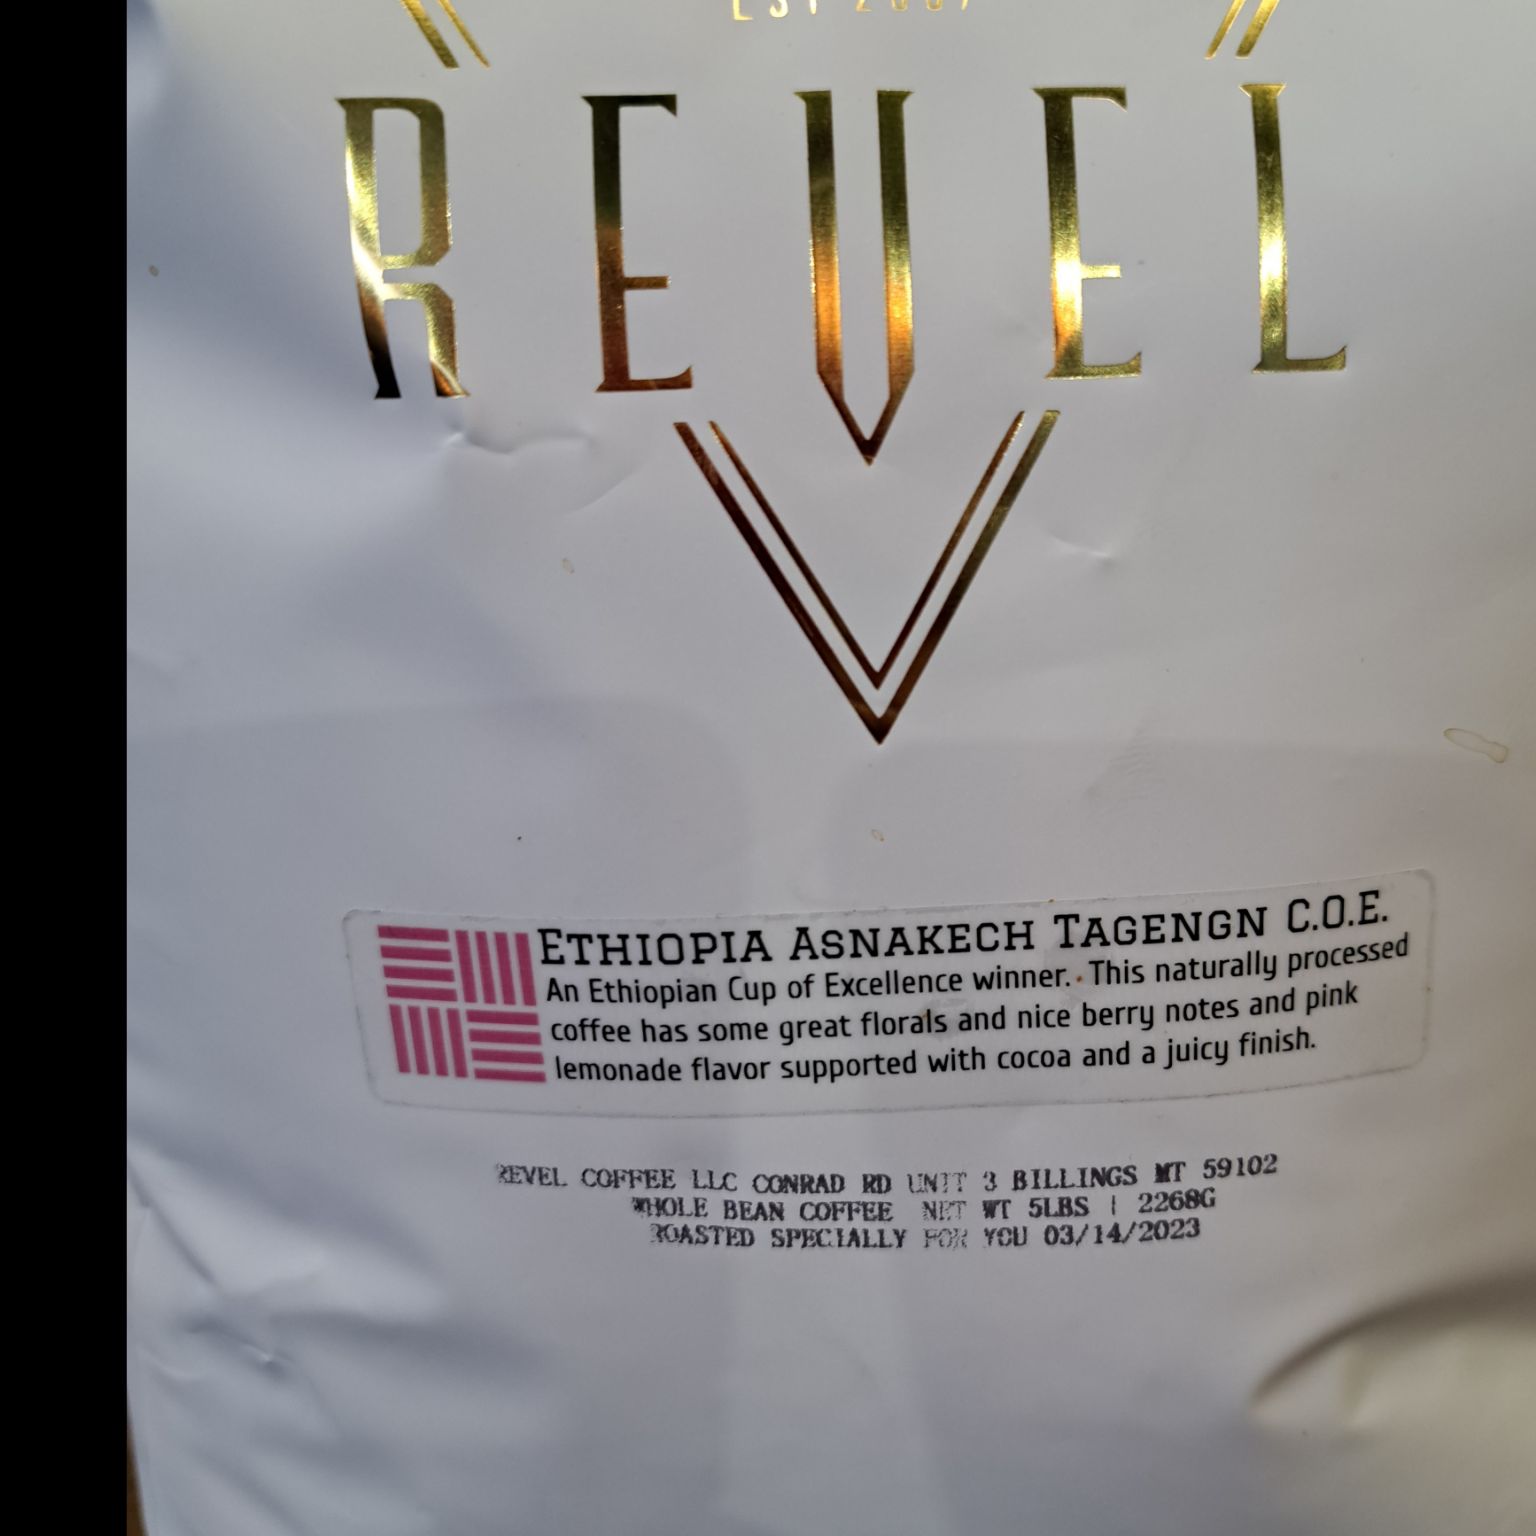 EST 2007
REVEL
ETHIOPIA ASNAKECH TAGENGN C.O.E.
An Ethiopian Cup of Excellence winner. This naturally processed
coffee has some great florals and nice berry notes and pink
lemonade flavor supported with cocoa and a juicy finish.
REVEL COFFEE LLC CONRAD RD UNIT 3 BILLINGS MT 59102
WHOLE BEAN COFFEE NET WT 5LBS | 2268G
ROASTED SPECIALLY FOR YOU 03/14/2023